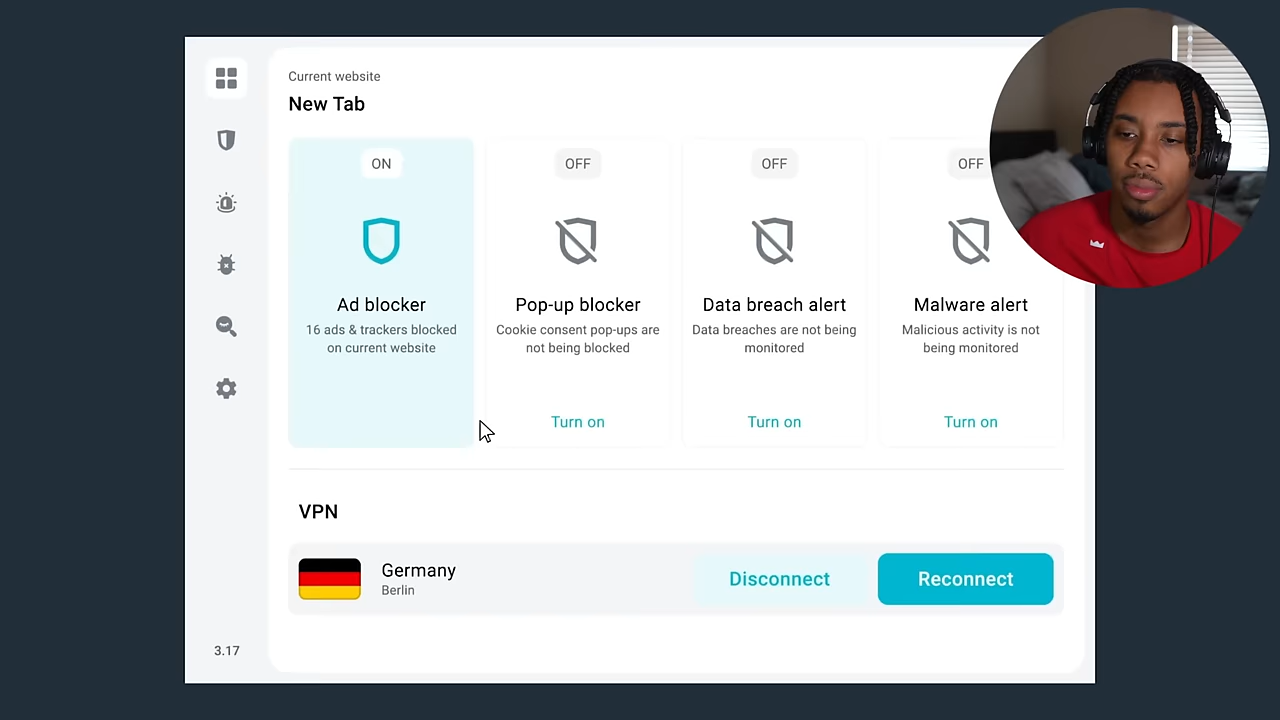 Current website
New Tab
ON
OFF
OFF
OFF
Ad blocker
16 ads & trackers blocked
on current website
Pop-up blocker
Cookie consent pop-ups are
not being blocked
Turn on
Data breach alert
Data breaches are not being
monitored
Turn on
Malware alert
Malicious activity is not
being monitored
Turn on
VPN
Germany
Berlin
Disconnect
Reconnect
3.17